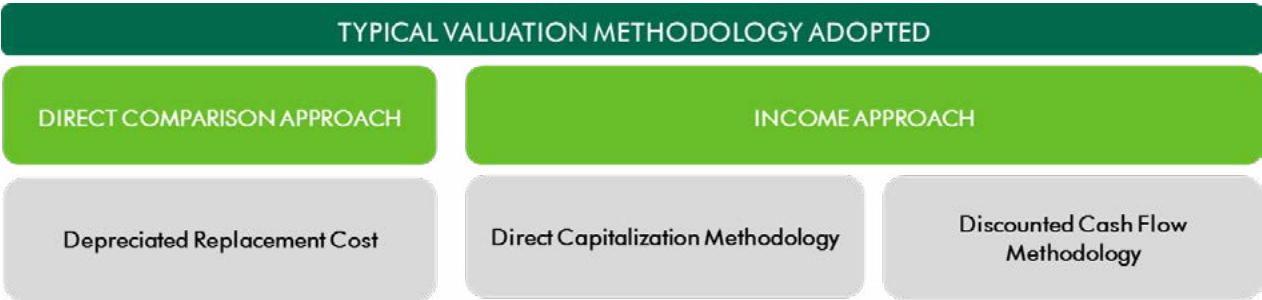 TYPICAL VALUATION METHODOLOGY ADOPTED
DIRECT COMPARISON APPROACH
INCOME APPROACH
Depreciated Replacement Cost
Direct Capitalization Methodology
Discounted Cash Flow
Methodology